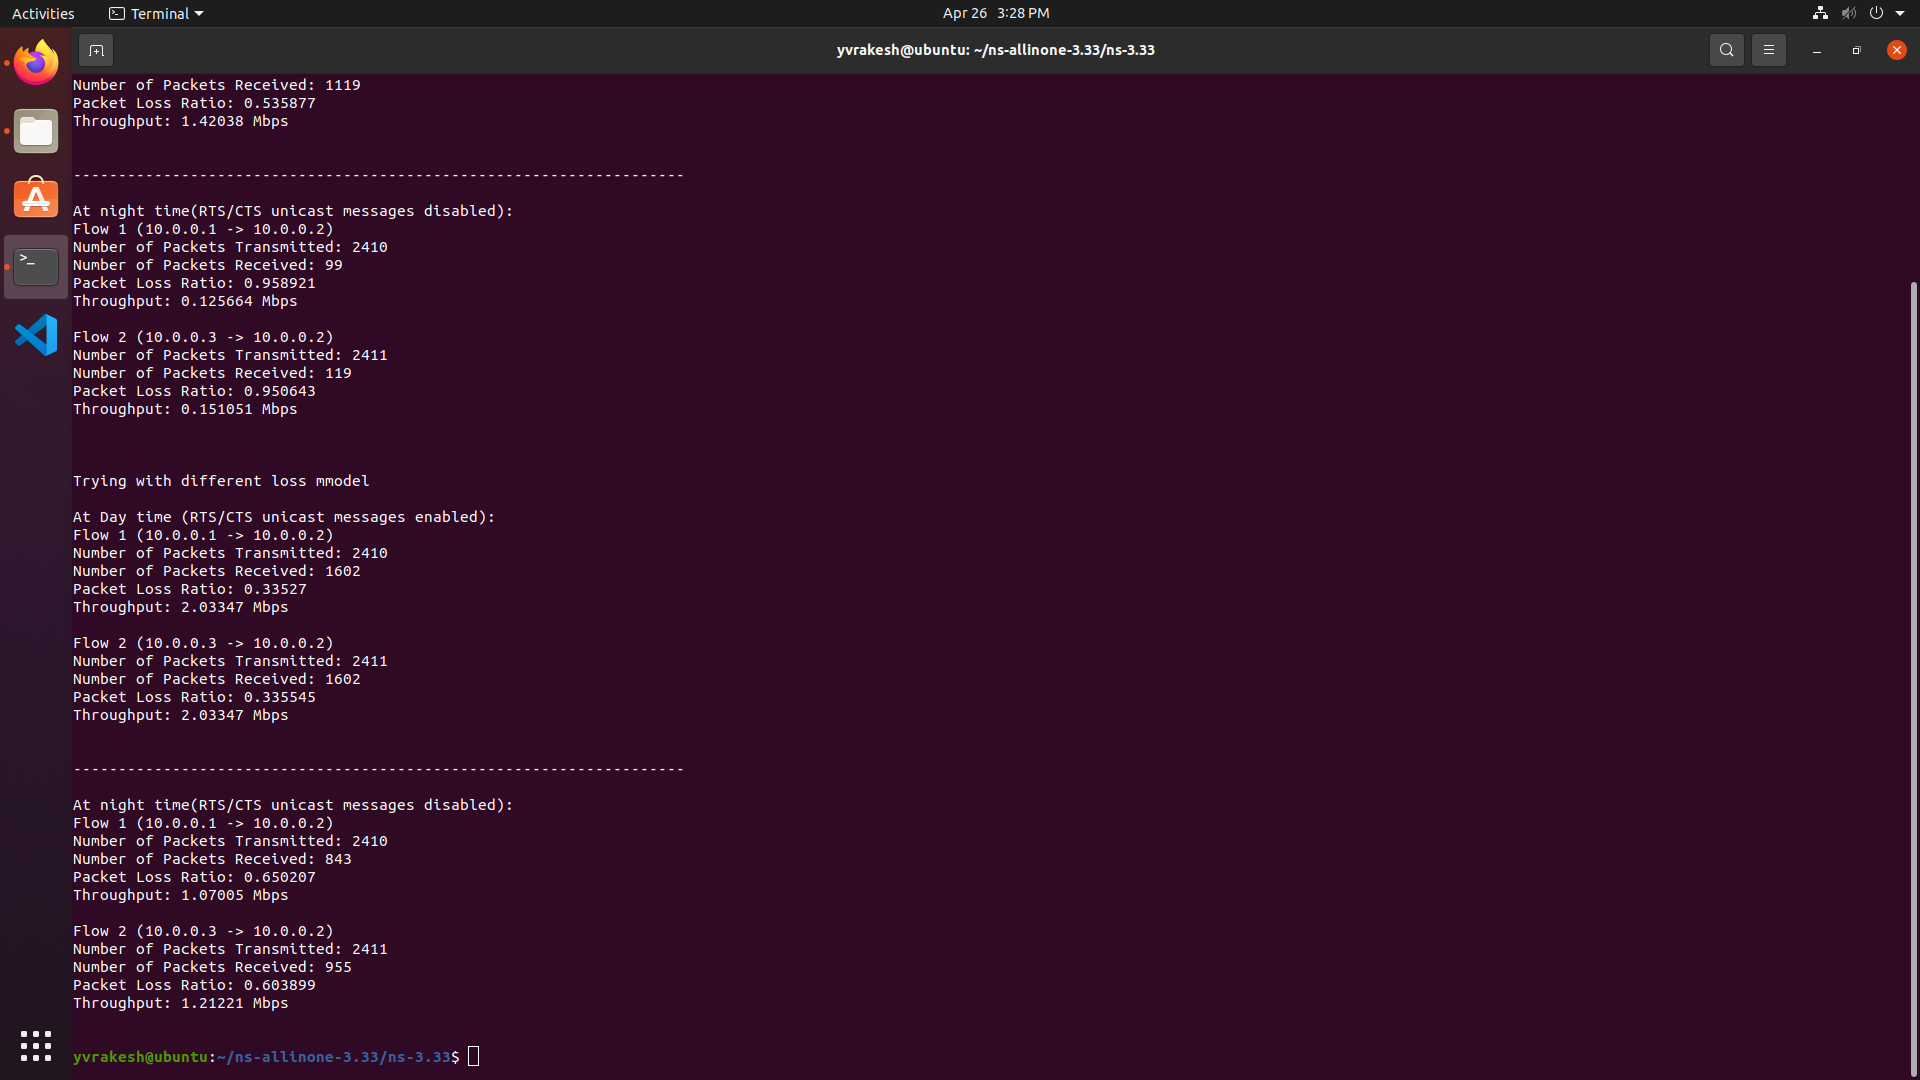 Activities
Terminal
Apr 26 3:28 PM
yvrakesh@ubuntu: ~/ns-allinone-3.33/ns-3.33
Number of Packets Received: 1119
Packet Loss Ratio: 0.535877
Throughput: 1.42038 Mbps
--------------------------------------------------------------------
At night time(RTS/CTS unicast messages disabled):
Flow 1 (10.0.0.1 -> 10.0.0.2)
Number of Packets Transmitted: 2410
Number of Packets Received: 99
Packet Loss Ratio: 0.958921
Throughput: 0.125664 Mbps
Flow 2 (10.0.0.3 -> 10.0.0.2)
Number of Packets Transmitted: 2411
Number of Packets Received: 119
Packet Loss Ratio: 0.950643
Throughput: 0.151051 Mbps
Trying with different loss mmodel
At Day time (RTS/CTS unicast messages enabled):
Flow 1 (10.0.0.1 -> 10.0.0.2)
Number of Packets Transmitted: 2410
Number of Packets Received: 1602
Packet Loss Ratio: 0.33527
Throughput: 2.03347 Mbps
Flow 2 (10.0.0.3 -> 10.0.0.2)
Number of Packets Transmitted: 2411
Number of Packets Received: 1602
Packet Loss Ratio: 0.335545
Throughput: 2.03347 Mbps
--------------------------------------------------------------------
At night time(RTS/CTS unicast messages disabled):
Flow 1 (10.0.0.1 -> 10.0.0.2)
Number of Packets Transmitted: 2410
Number of Packets Received: 843
Packet Loss Ratio: 0.650207
Throughput: 1.07005 Mbps
Flow 2 (10.0.0.3 -> 10.0.0.2)
Number of Packets Transmitted: 2411
Number of Packets Received: 955
Packet Loss Ratio: 0.603899
Throughput: 1.21221 Mbps
yvrakesh@ubuntu:~/ns-allinone-3.33/ns-3.33$